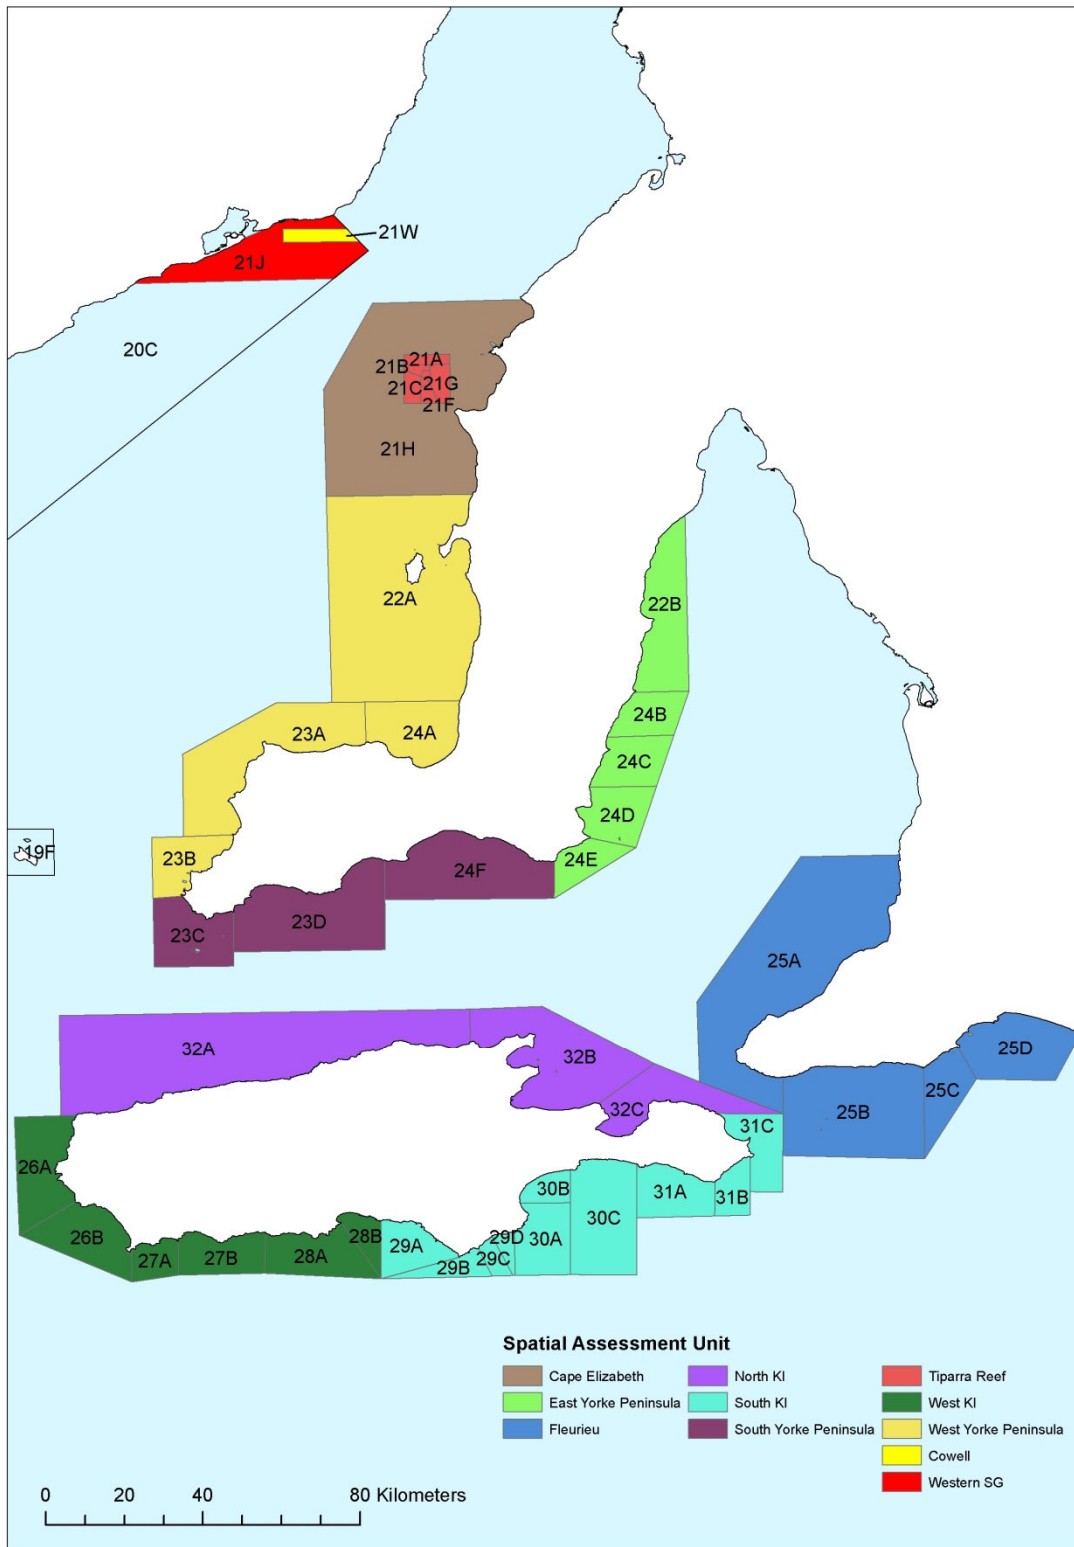 21W
21J
20C
21A
21B
21G
21C
21F
21H
22A
22B
23A
24A
24B
24C
24D
24E
19F
23B
24F
23C
23D
25A
25D
25C
25B
32A
32B
32C
31C
26A
26B
27A
27B
28A
28B
29A
29B
29C
29D
30A
30B
30C
31A
31B
Spatial Assessment Unit
Cape Elizabeth
East Yorke Peninsula
Fleurieu
North KI
South KI
South Yorke Peninsula
Tiparra Reef
West KI
West Yorke Peninsula
Cowell
Western SG
0 20 40 80 Kilometers